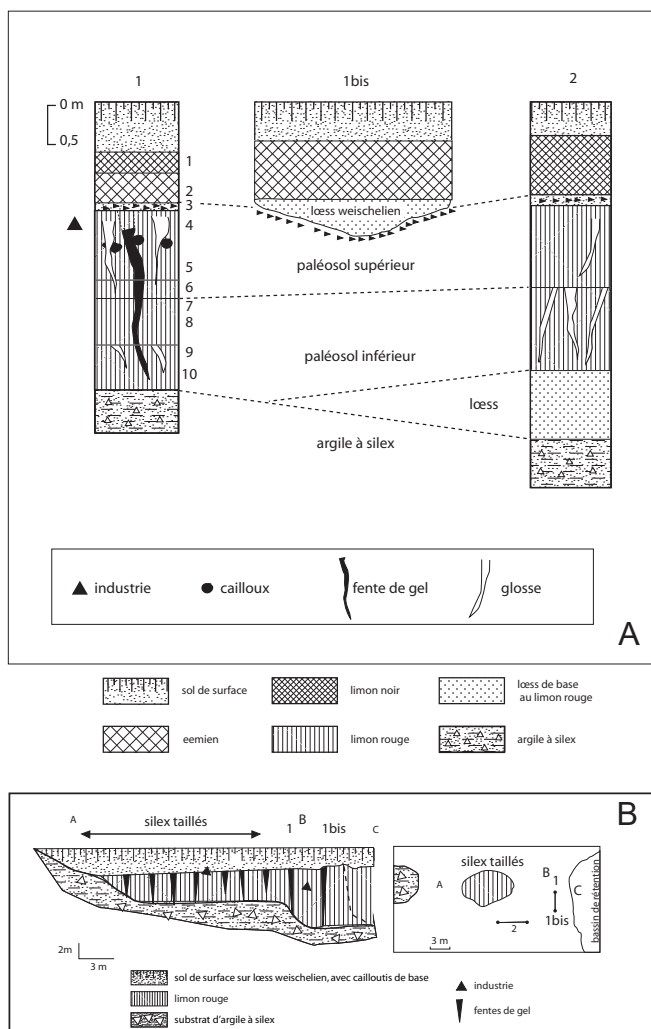 1
1bis
2
0 m
0,5
1
2
3
4
5
6
7
8
9
10
lœss weischelien
paléosol supérieur
paléosol inférieur
lœss
argile à silex
industrie
cailloux
fente de gel
glosse
A
sol de surface
limon noir
lœss de base
au limon rouge
eemien
limon rouge
argile à silex
B
A
silex taillés
1
B
1bis
C
silex taillés
A
B
1
C
1bis
2
bassin de rétention
3 m
2m
3 m
sol de surface sur lœss weischelien, avec cailloutis de base
limon rouge
substrat d'argile à silex
industrie
fentes de gel